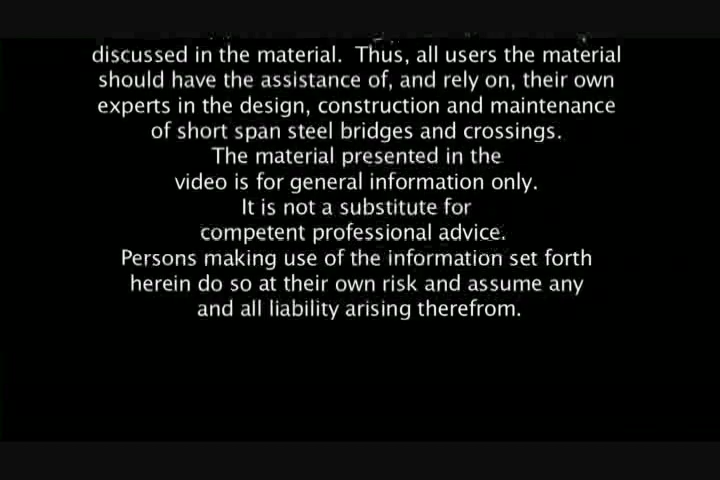 discussed in the material.  Thus, all users the material
should have the assistance of, and rely on, their own
experts in the design, construction and maintenance
of short span steel bridges and crossings.
The material presented in the
video is for general information only.
It is not a substitute for
competent professional advice.
Persons making use of the information set forth
herein do so at their own risk and assume any
and all liability arising therefrom.